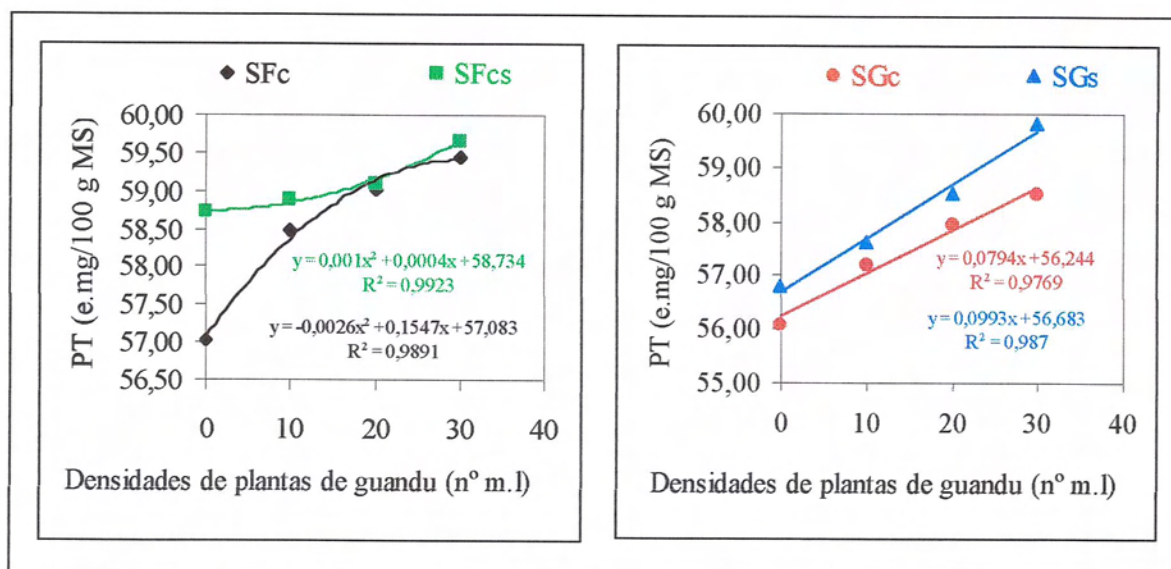 SFc SFcs
PT (e.mg/100 g MS)
60,00
59,50
59,00
58,50
58,00
57,50
57,00
56,50
y = 0,001x² + 0,0004x + 58,734
R² = 0,9923
y = -0,0026x² + 0,1547x + 57,083
R² = 0,9891
0 10 20 30 40
Densidades de plantas de guandu (nº m.l)
SGc SGs
PT (e.mg/100 g MS)
60,00
59,00
58,00
57,00
56,00
55,00
y = 0,0794x + 56,244
R² = 0,9769
y = 0,0993x + 56,683
R² = 0,987
0 10 20 30 40
Densidades de plantas de guandu (nº m.l)